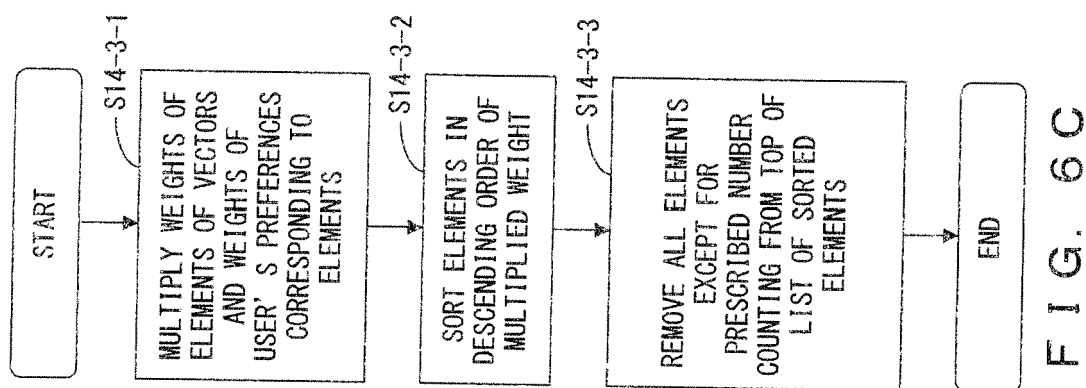 START
S14-3-1
MULTIPLY WEIGHTS OF
ELEMENTS OF VECTORS
AND WEIGHTS OF
USER'S PREFERENCES
CORRESPONDING TO
ELEMENTS
S14-3-2
SORT ELEMENTS IN
DESCENDING ORDER OF
MULTIPLIED WEIGHT
S14-3-3
REMOVE ALL ELEMENTS
EXCEPT FOR
PRESCRIBED NUMBER
COUNTING FROM TOP OF
LIST OF SORTED
ELEMENTS
END
FIG. 6C